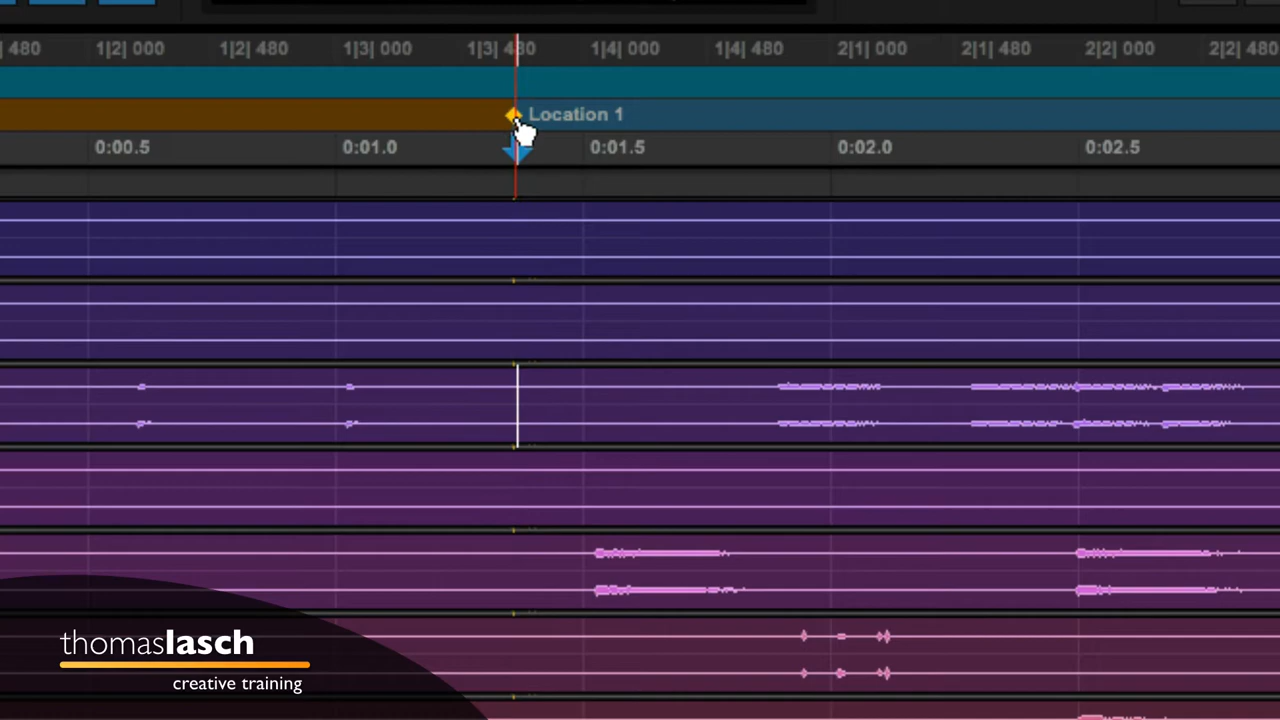 480 1|2| 000 1|2| 480 1|3| 000 1|3| 480 1|4| 000 1|4| 480 2|1| 000 2|1| 480 2|2| 000 2|2| 480
Location 1
0:00.5 0:01.0 0:01.5 0:02.0 0:02.5
thomaslasch
creative training